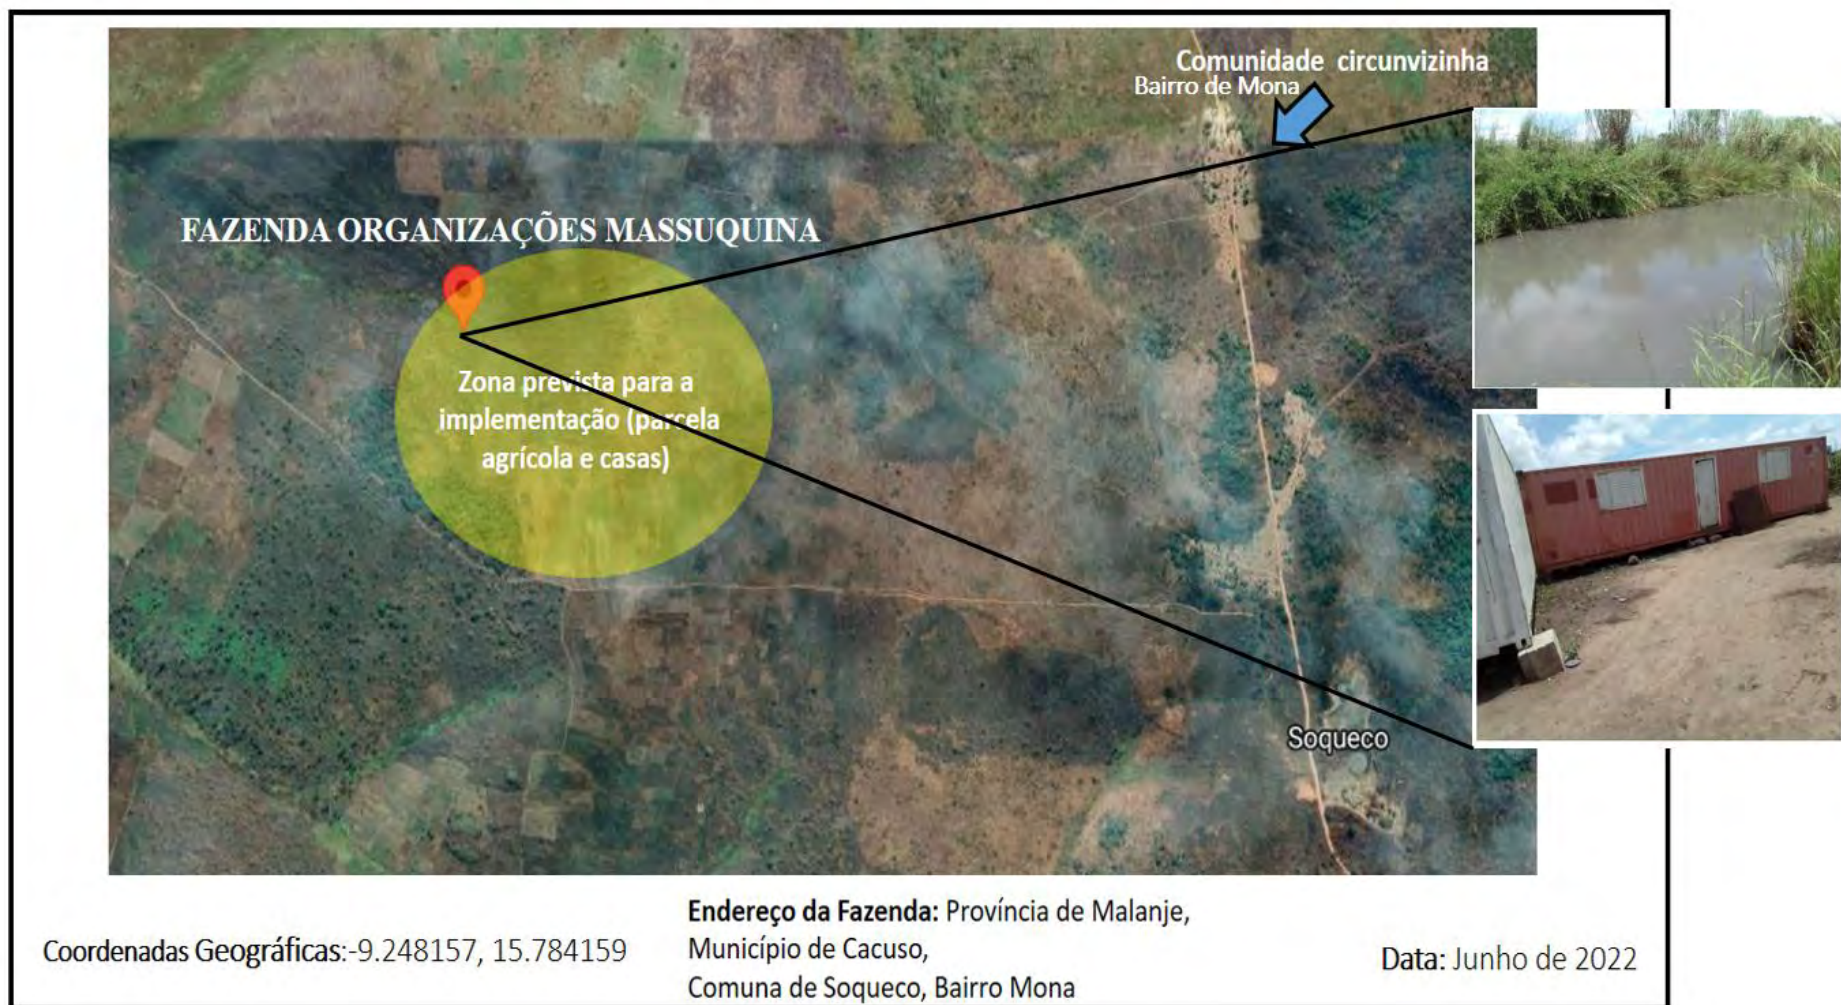 Comunidade circunvizinha
Bairro de Mona
FAZENDA ORGANIZAÇÕES MASSUQUINA
Zona prevista para a
implementação (parcela
agrícola e casas)
Soqueco
Coordenadas Geográficas:-9.248157, 15.784159
Endereço da Fazenda: Província de Malanje,
Município de Cacuso,
Comuna de Soqueco, Bairro Mona
Data: Junho de 2022